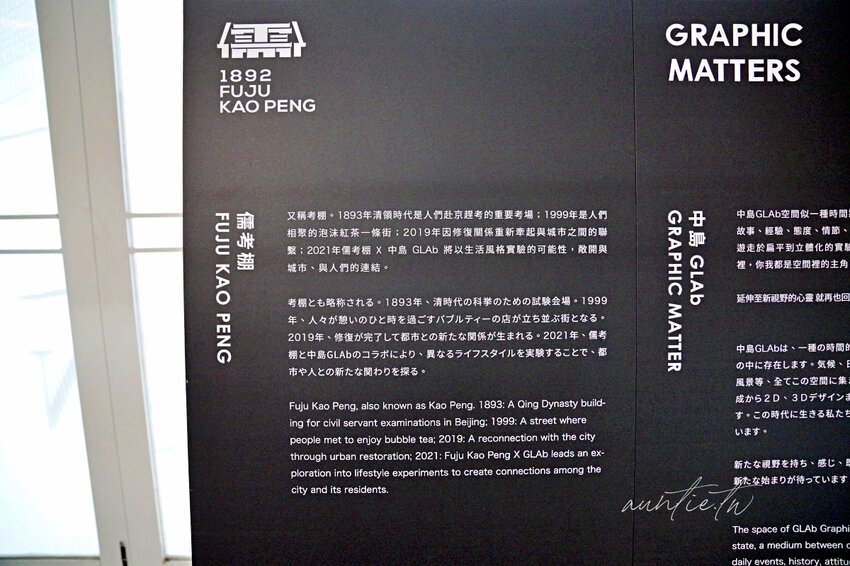 1892
FUJU
KAO PENG
儒考棚
FUJU KAO PENG
又稱考棚。1893年清領時代是人們赴京趕考的重要考場；1999年是人們
相聚的泡沫紅茶一條街；2019年因修復關係重新牽起與城市之間的聯
繫；2021年儒考棚 X 中島 GLAb 將以生活風格實驗的可能性，敞開與
城市、與人們的連結。
考棚とも略称される。1893年、清時代の科挙のための試験会場。1999
年、人々が憩いのひと時を過ごすバブルティーの店が立ち並ぶ街となる。
2019年、修復が完了して都市との新たな関係が生まれる。2021年、儒考
棚と中島GLAbのコラボにより、異なるライフスタイルを実験することで、都
市や人との新たな関わりを探る。
Fuju Kao Peng, also known as Kao Peng. 1893: A Qing Dynasty build-
ing for civil servant examinations in Beijing; 1999: A street where
people met to enjoy bubble tea; 2019: A reconnection with the city
through urban restoration; 2021: Fuju Kao Peng X GLAb leads an ex-
ploration into lifestyle experiments to create connections among the
city and its residents.
GRAPHIC
MATTERS
中島 GLAb
GRAPHIC MATTER
中島GLAb空間似一種時間
故事、經驗、態度、情節、
遊走於扁平到立體化的實
裡，你我都是空間裡的主角
延伸至新視野的心靈 就再也回
中島GLAbは、一種の時間的
の中に存在します。気候、日
風景等、全てこの空間に集
成から２D、３Dデザインま
す。この時代に生きる私たち
います。
新たな視野を持ち、感じ、既
新たな始まりが待っています
The space of GLAb Graphi
state, a medium between
daily events, history, attitu
auntie.tw